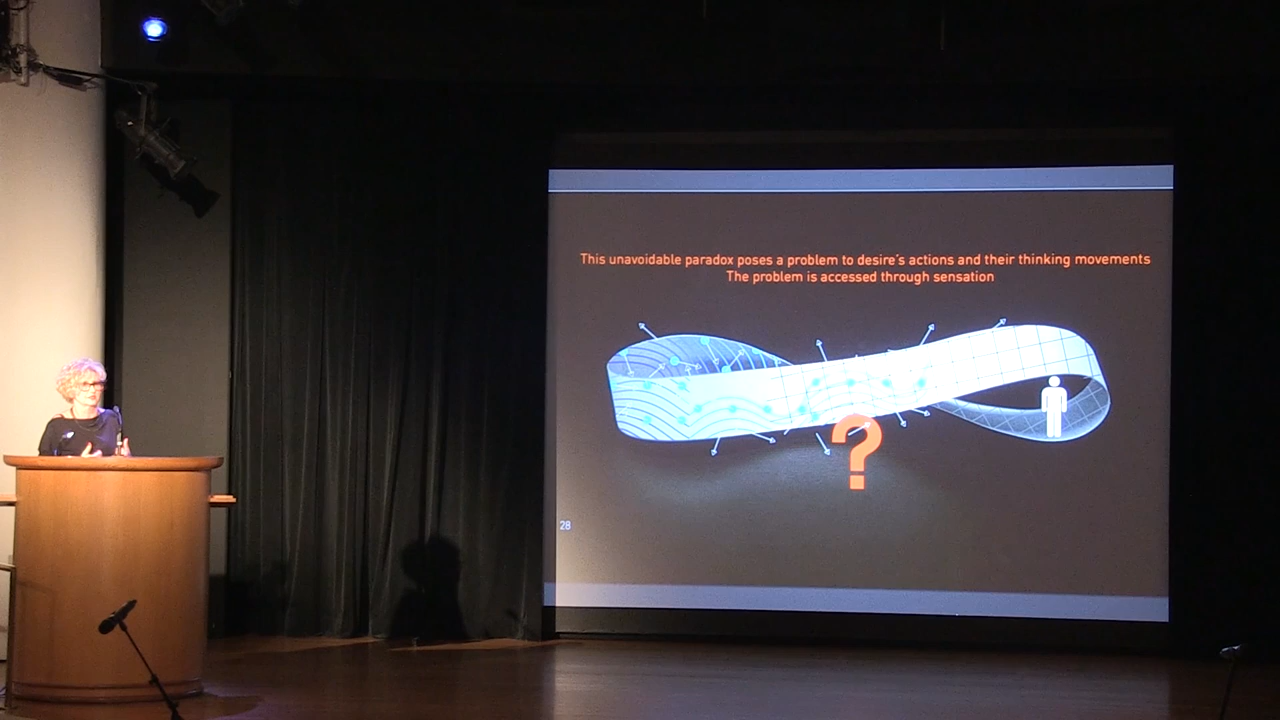 This unavoidable paradox poses a problem to desire's actions and their thinking movements
The problem is accessed through sensation
?
28